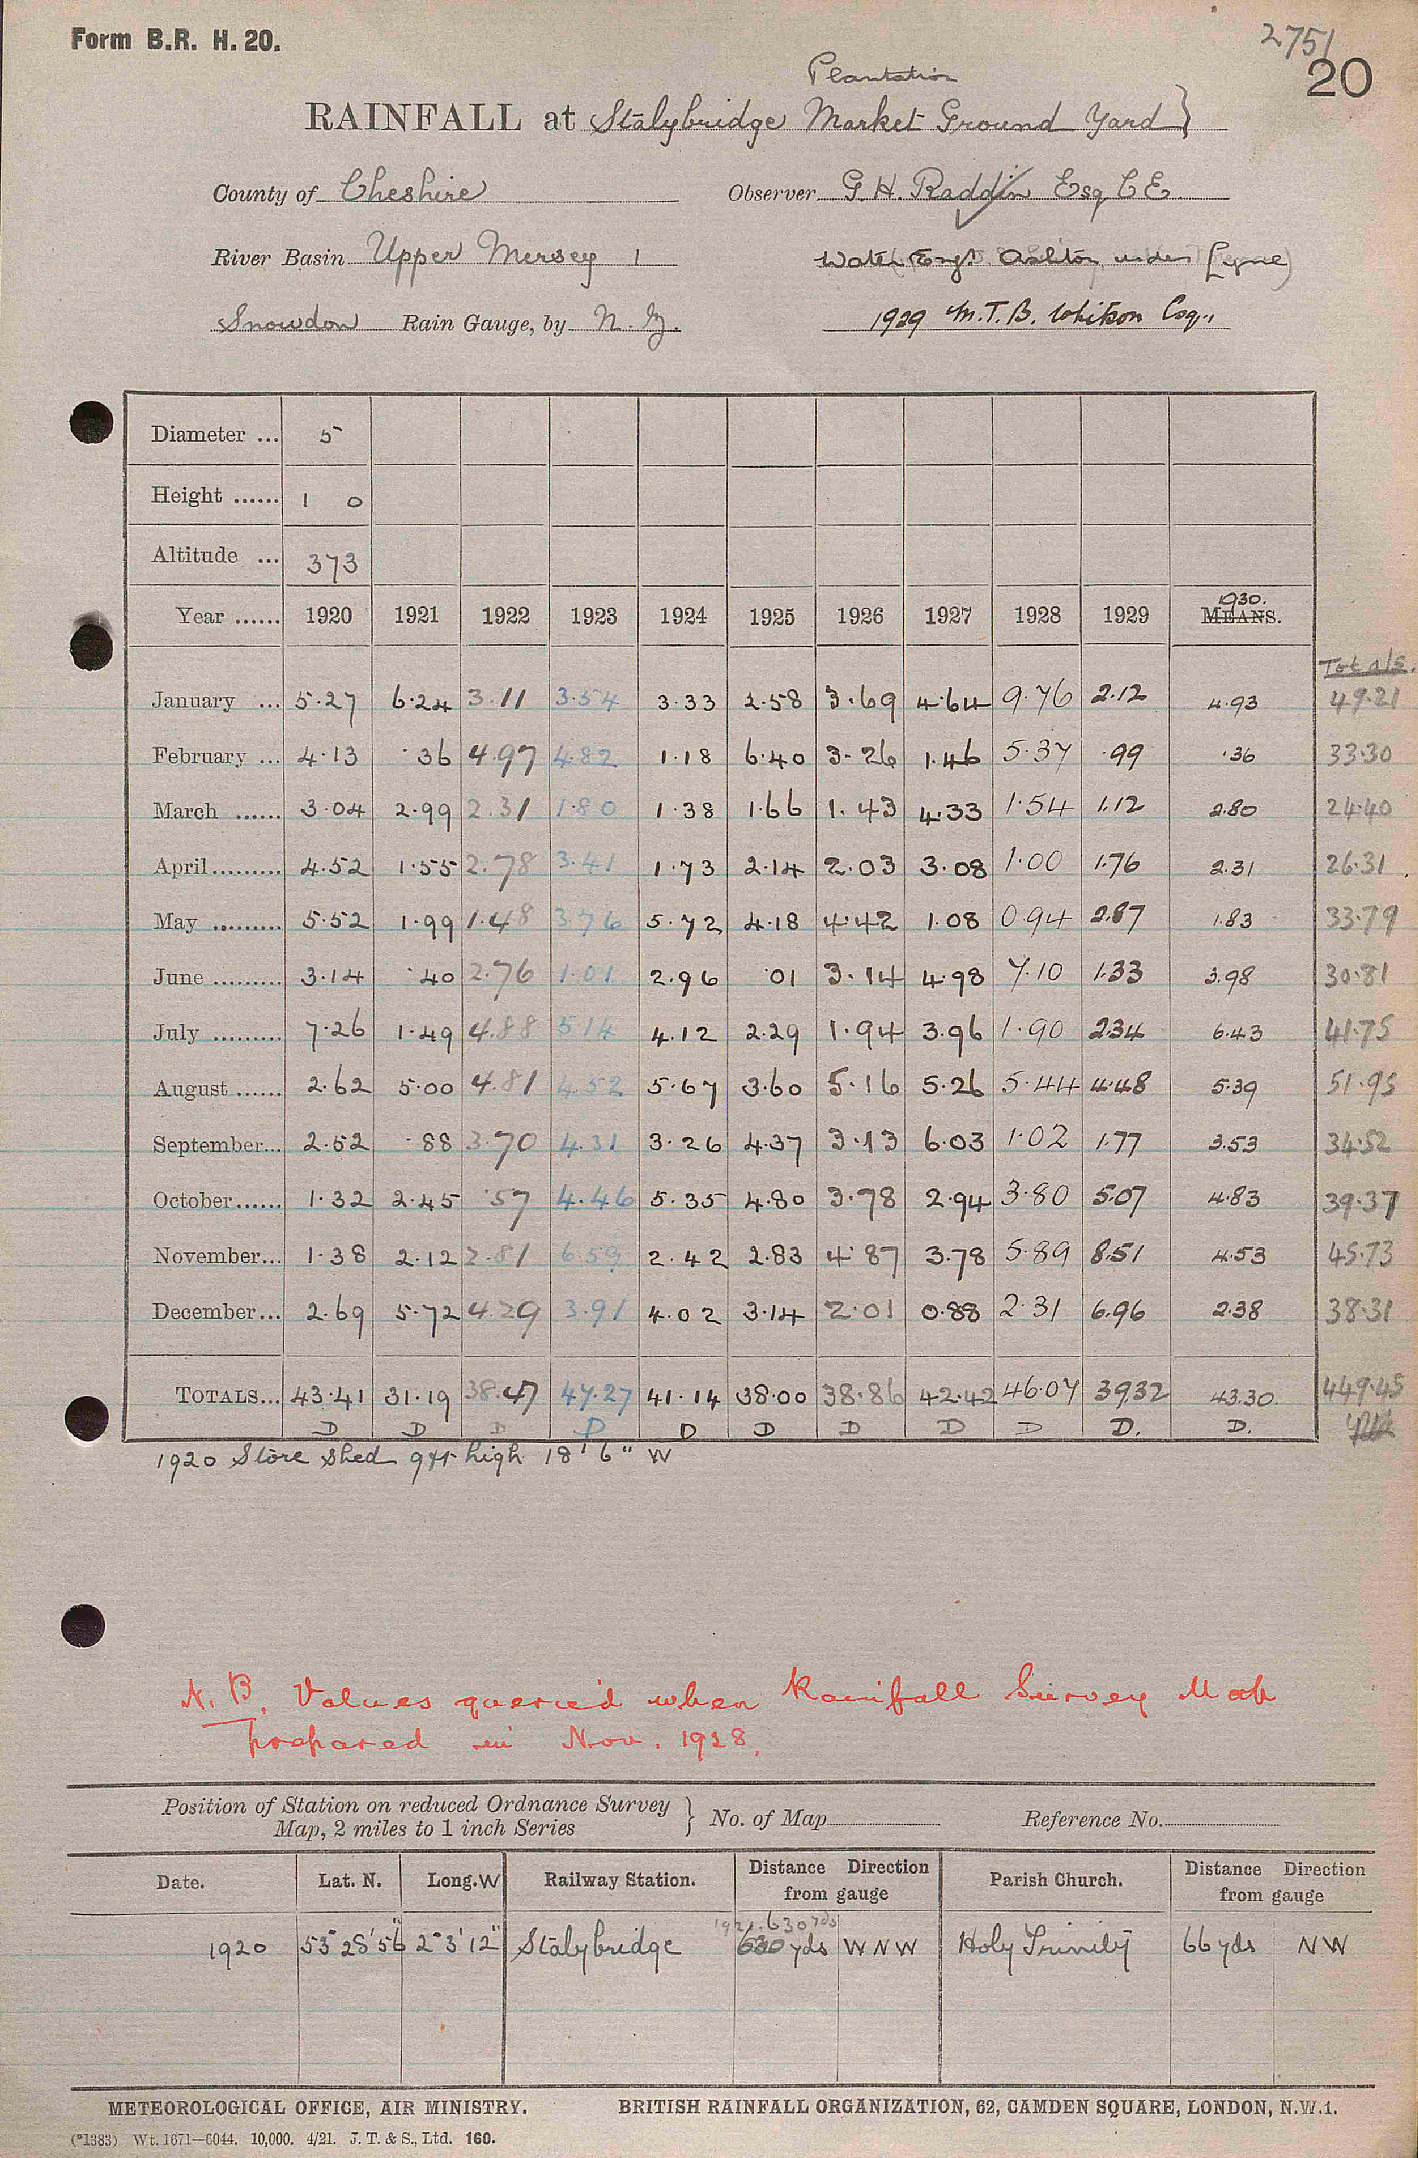 Form B.R. H. 20.
2751
20
Plantation
RAINFALL at Stalybridge Market Ground Yard }
County of Cheshire Observer G. H. Raddin Esq C E
River Basin Upper Mersey 1 Water Engr. Ashton under Lyne)
Snowdon Rain Gauge, by N. Z. 1929 M.T.B. Whitson Esq.,
Diameter ... 5
Height ...... 1 0
Altitude ... 373
Year ...... 1920 1921 1922 1923 1924 1925 1926 1927 1928 1929 1930. MEANS.
Totals.
January ... 5·27 6·24 3·11 3·54 3·33 2·58 3·69 4·64 9·76 2·12 4·93 49·21
February ... 4·13 ·36 4·97 4·82 1·18 6·40 3·26 1·46 5·37 ·99 ·36 33·30
March ...... 3·04 2·99 2·31 1·80 1·38 1·66 1·43 4·33 1·54 1·12 2·80 24·40
April......... 4·52 1·55 2·78 3·41 1·73 2·14 2·03 3·08 1·00 1·76 2·31 26·31
May ......... 5·52 1·99 1·48 3·76 5·72 4·18 4·42 1·08 0·94 2·87 1·83 33·79
June ......... 3·14 ·40 2·76 1·01 2·96 ·01 3·14 4·98 7·10 1·33 3·98 30·81
July ......... 7·26 1·49 4·88 5·14 4·12 2·29 1·94 3·96 1·90 2·34 6·43 41·75
August ...... 2·62 5·00 4·81 4·52 5·67 3·60 5·16 5·26 5·44 4·48 5·39 51·95
September... 2·52 ·88 3·70 4·31 3·26 4·37 3·13 6·03 1·02 1·77 3·53 34·52
October...... 1·32 2·45 ·57 4·46 5·35 4·80 3·78 2·94 3·80 5·07 4·83 39·37
November... 1·38 2·12 2·81 6·59 2·42 2·83 4·87 3·78 5·89 8·51 4·53 45·73
December... 2·69 5·72 4·29 3·91 4·02 3·14 2·01 0·88 2·31 6·96 2·38 38·31
TOTALS... 43·41 31·19 38·47 47·27 41·14 38·00 38·86 42·42 46·07 39·32 43·30. 449·45
D D D D D D D D D D. D.
1920 Store shed 9ft high 18' 6" W
N. B. Values queried when Rainfall Survey Map
prepared in Nov. 1928.
Position of Station on reduced Ordnance Survey
Map, 2 miles to 1 inch Series } No. of Map Reference No.
Date. Lat. N. Long. W Railway Station. Distance Direction from gauge Parish Church. Distance Direction from gauge
1921. 630 yds
1920 53° 28' 56" 2° 3' 12" Stalybridge 630 yds W N W Holy Trinity 66 yds N W
METEOROLOGICAL OFFICE, AIR MINISTRY. BRITISH RAINFALL ORGANIZATION, 62, CAMDEN SQUARE, LONDON, N.W.1.
(*1383) Wt. 1671—6044. 10,000. 4/21. J. T. & S., Ltd. 160.